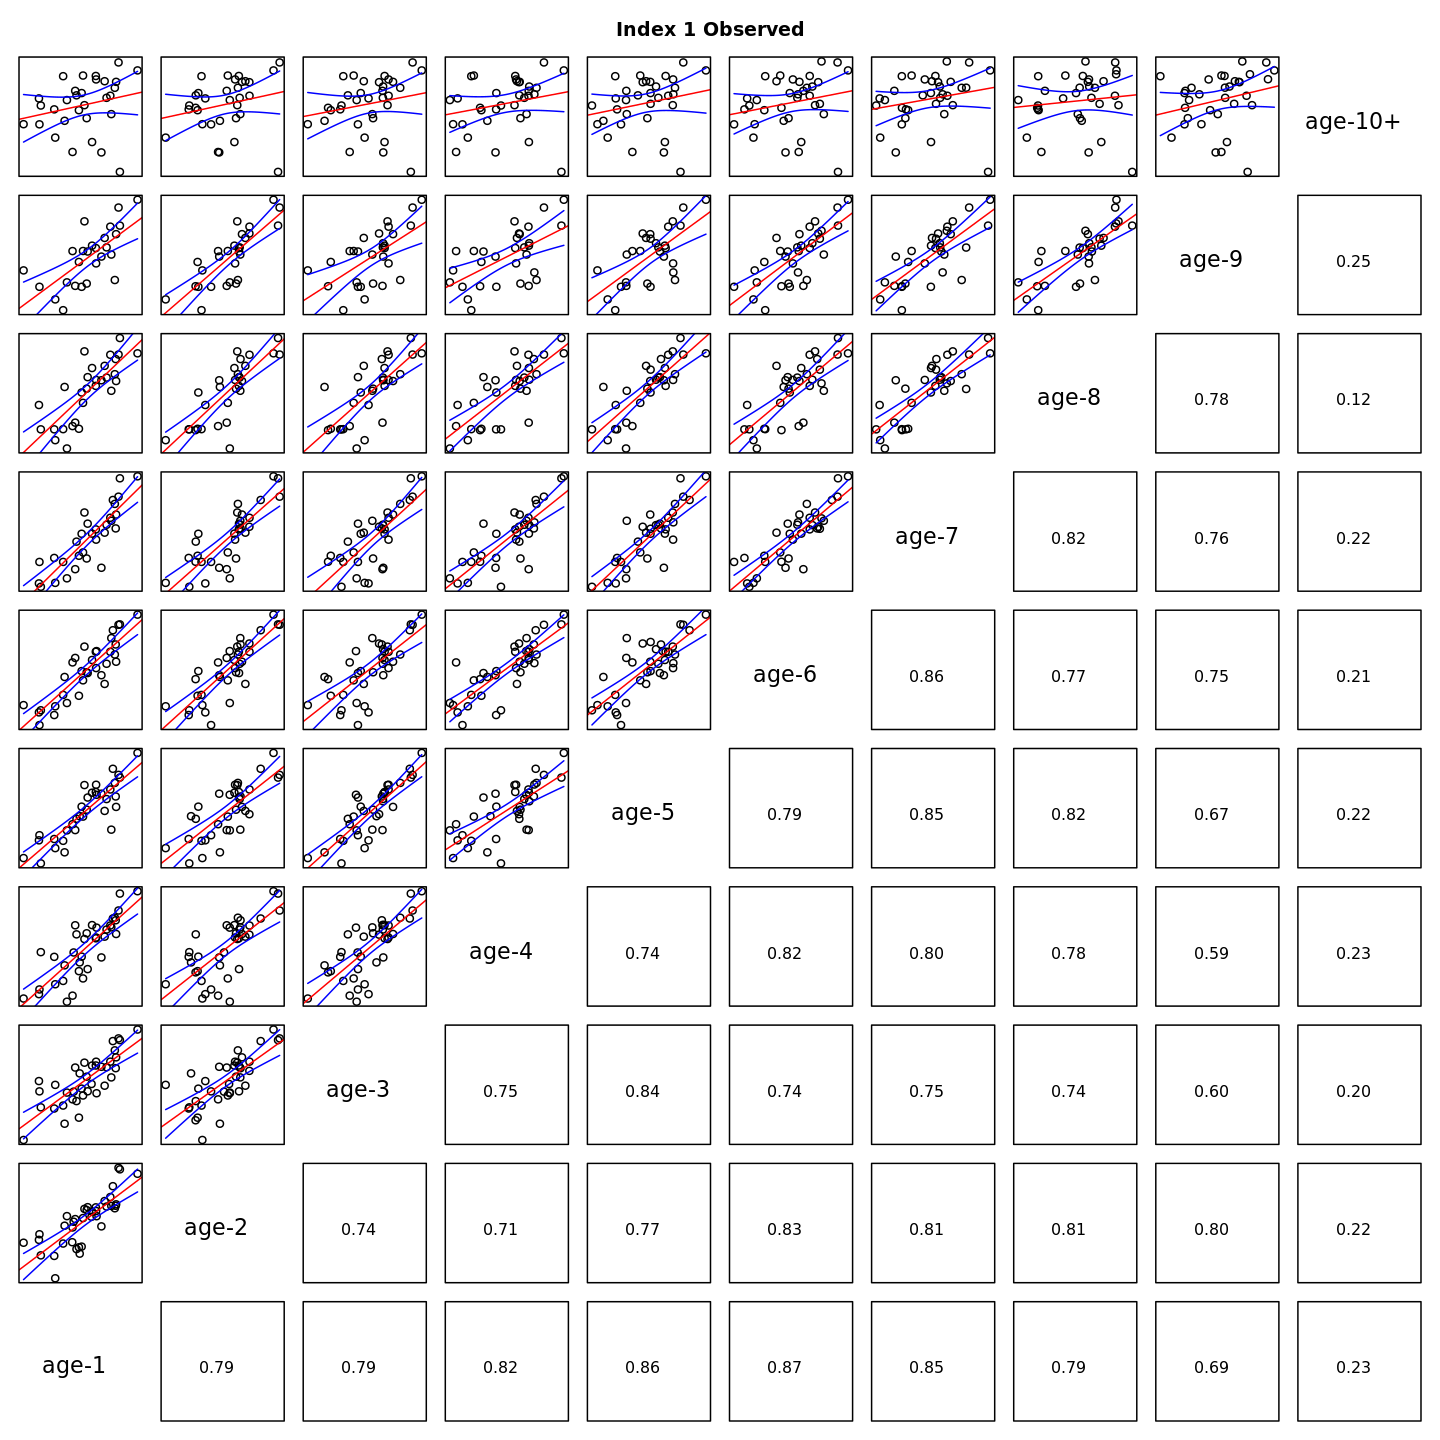 Index 1 Observed
age-10+
age-9 0.25
age-8 0.78 0.12
age-7 0.82 0.76 0.22
age-6 0.86 0.77 0.75 0.21
age-5 0.79 0.85 0.82 0.67 0.22
age-4 0.74 0.82 0.80 0.78 0.59 0.23
age-3 0.75 0.84 0.74 0.75 0.74 0.60 0.20
age-2 0.74 0.71 0.77 0.83 0.81 0.81 0.80 0.22
age-1 0.79 0.79 0.82 0.86 0.87 0.85 0.79 0.69 0.23